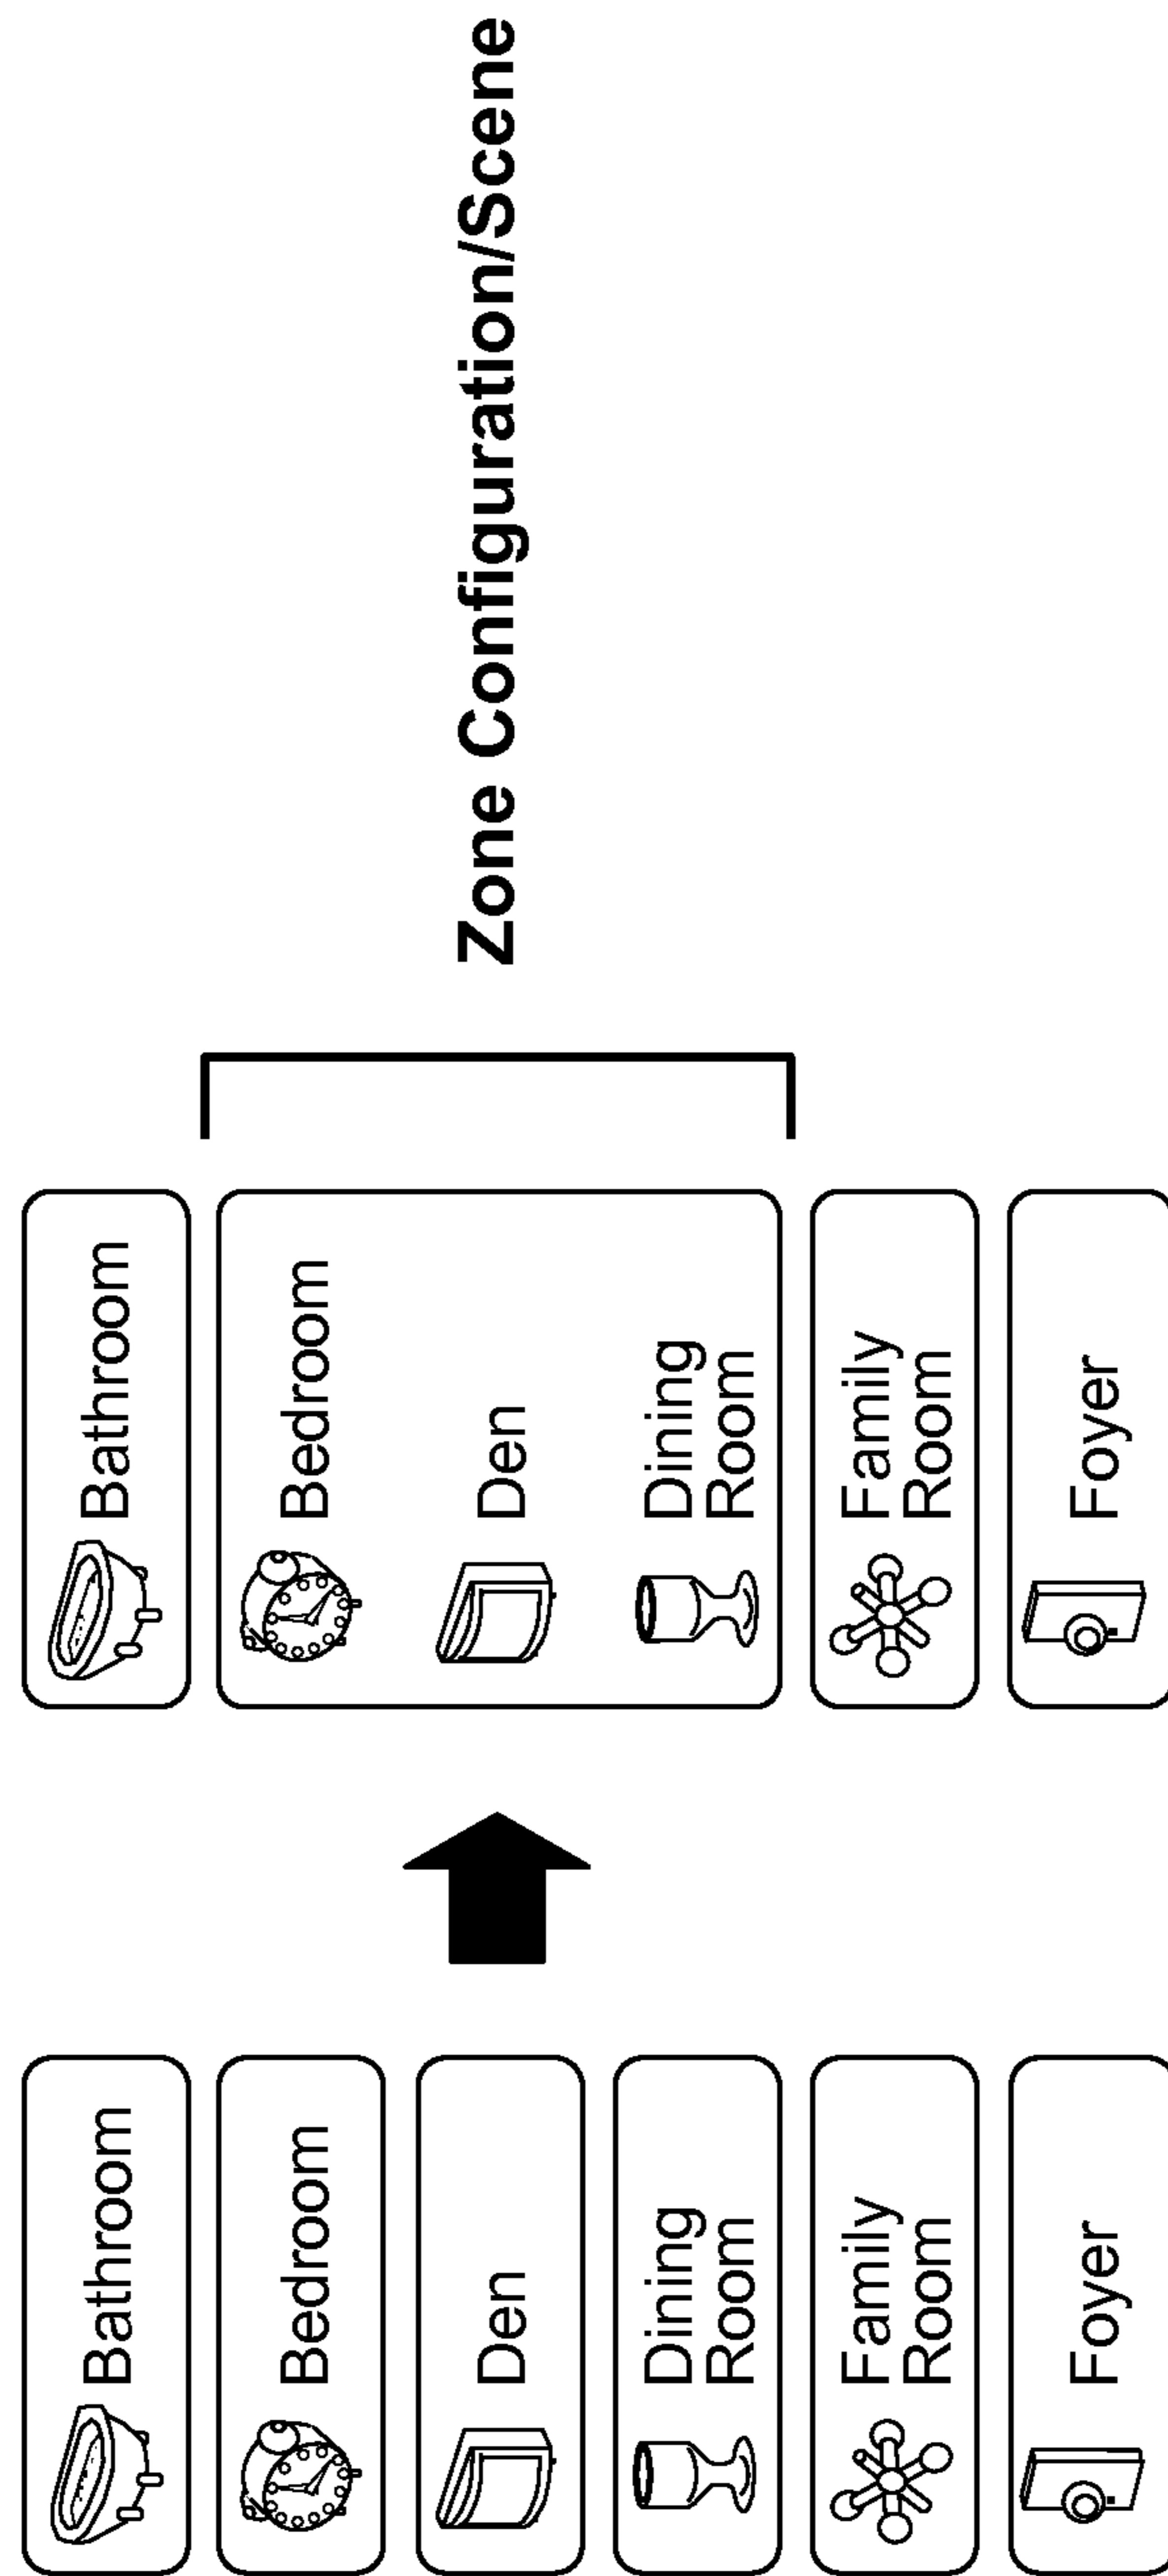 Bathroom
Bedroom
Den
Dining
Room
Family
Room
Foyer
Bathroom
Bedroom
Den
Dining
Room
Family
Room
Foyer
Zone Configuration/Scene